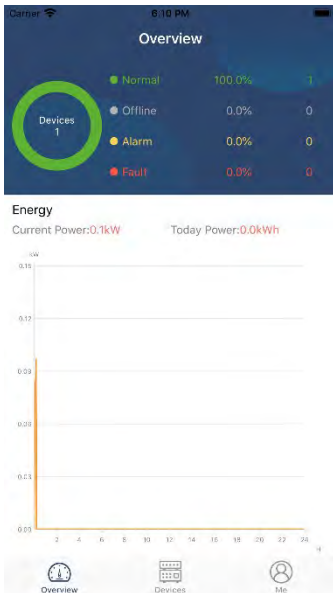 Carrier 6:10 PM
Overview
Devices
1
Normal 100.0% 1
Offline 0.0% 0
Alarm 0.0% 0
Fault 0.0% 0
Energy
Current Power:0.1kW Today Power:0.0kWh
kW
0.15
0.12
0.09
0.06
0.03
0.00
2 4 6 8 10 12 14 16 18 20 22 24
H
Overview Devices Me